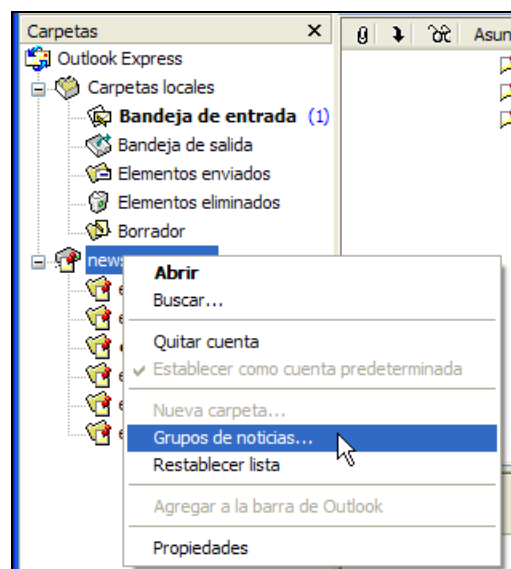 Carpetas
Asun
Outlook Express
Carpetas locales
Bandeja de entrada (1)
Bandeja de salida
Elementos enviados
Elementos eliminados
Borrador
news
Abrir
Buscar...
Quitar cuenta
Establecer como cuenta predeterminada
Nueva carpeta...
Grupos de noticias...
Restablecer lista
Agregar a la barra de Outlook
Propiedades